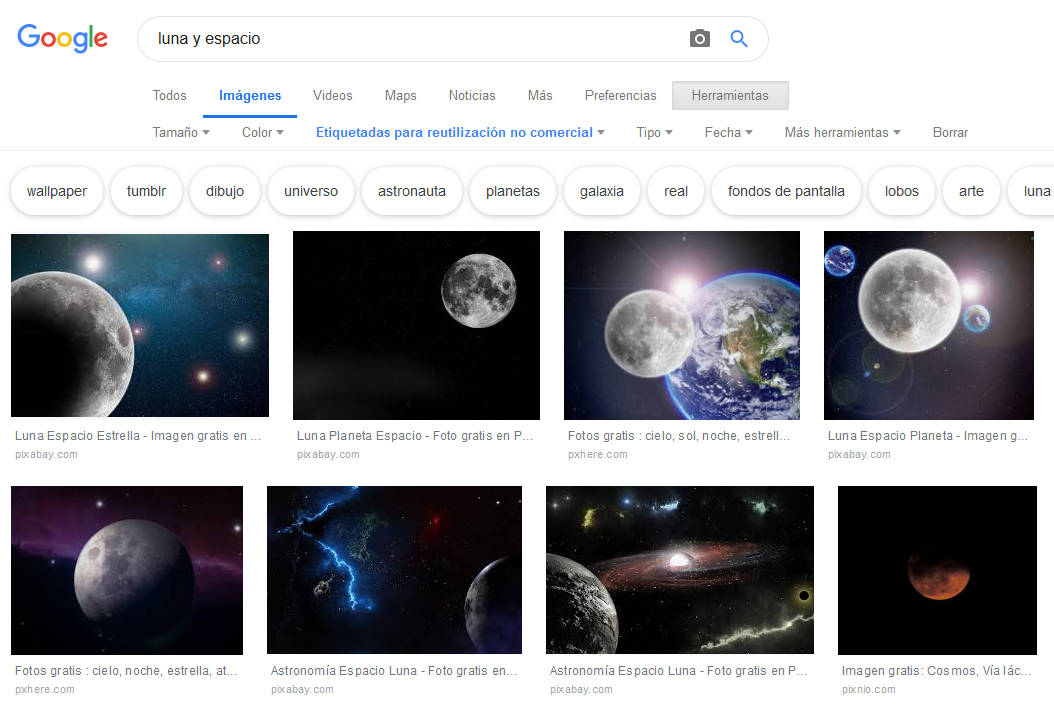 Google
luna y espacio
Todos Imágenes Videos Maps Noticias Más Preferencias Herramientas
Tamaño Color Etiquetadas para reutilización no comercial Tipo Fecha Más herramientas Borrar
wallpaper tumblr dibujo universo astronauta planetas galaxia real fondos de pantalla lobos arte luna
Luna Espacio Estrella - Imagen gratis en ... Luna Planeta Espacio - Foto gratis en P... Fotos gratis : cielo, sol, noche, estrell... Luna Espacio Planeta - Imagen g...
pixabay.com pixabay.com pxhere.com pixabay.com
Fotos gratis : cielo, noche, estrella, at... Astronomía Espacio Luna - Foto gratis en... Astronomía Espacio Luna - Foto gratis en P... Imagen gratis: Cosmos, Vía lác...
pxhere.com pixabay.com pixabay.com pixnio.com